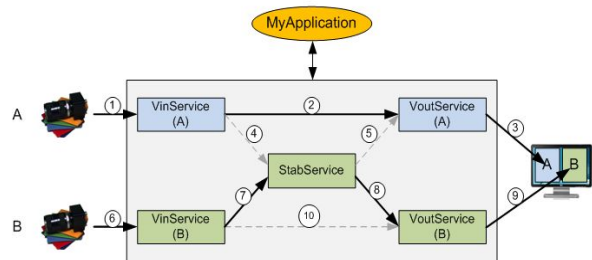 MyApplication
A
1
VinService
(A)
2
VoutService
(A)
3
4
5
StabService
A B
7
8
9
B
6
VinService
(B)
10
VoutService
(B)